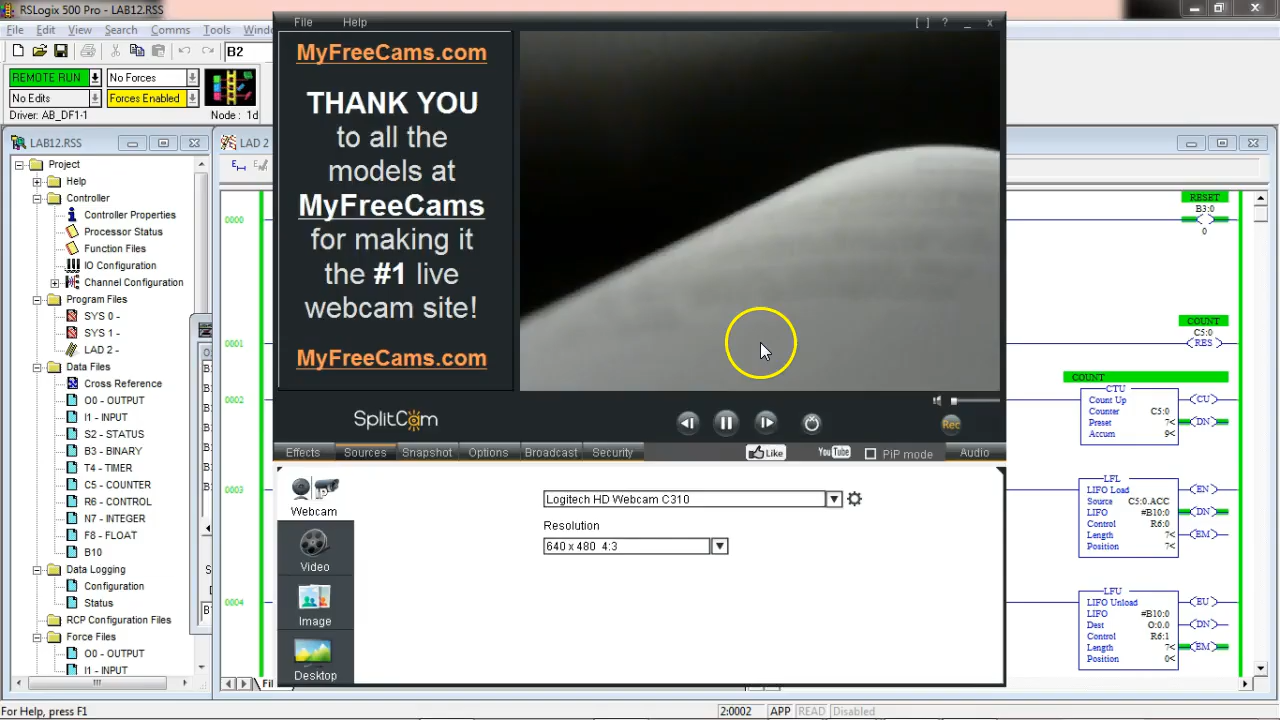 RSLogix 500 Pro - LAB12.RSS
File Edit View Search Comms Tools
B2
REMOTE RUN No Forces
No Edits Forces Enabled
Driver: AB_DF1-1 Node : 1d
LAB12.RSS
Project
Help
Controller
Controller Properties
Processor Status
Function Files
IO Configuration
Channel Configuration
Program Files
SYS 0 -
SYS 1 -
LAD 2 -
Data Files
Cross Reference
O0 - OUTPUT
I1 - INPUT
S2 - STATUS
B3 - BINARY
T4 - TIMER
C5 - COUNTER
R6 - CONTROL
N7 - INTEGER
F8 - FLOAT
B10
Data Logging
Configuration
Status
RCP Configuration Files
Force Files
O0 - OUTPUT
I1 - INPUT
LAD 2
0000
0001
0002
0003
0004
File Help
[ ] ? _ x
MyFreeCams.com
THANK YOU
to all the
models at
MyFreeCams
for making it
the #1 live
webcam site!
MyFreeCams.com
SplitCam
Rec
Effects Sources Snapshot Options Broadcast Security Like YouTube PiP mode Audio
Webcam
Video
Image
Desktop
Logitech HD Webcam C310
Resolution
640 x 480 4:3
RESET
B3:0
0
COUNT
C5:0
RES
COUNT
CTU
Count Up CU
Counter C5:0
Preset 7< DN
Accum 9<
LFL
LIFO Load EN
Source C5:0.ACC
LIFO #B10:0 DN
Control R6:0
Length 7< EM
Position 7<
LFU
LIFO Unload EU
LIFO #B10:0
Dest O:0.0 DN
Control R6:1
Length 7< EM
Position 0<
For Help, press F1
2:0002 APP READ Disabled